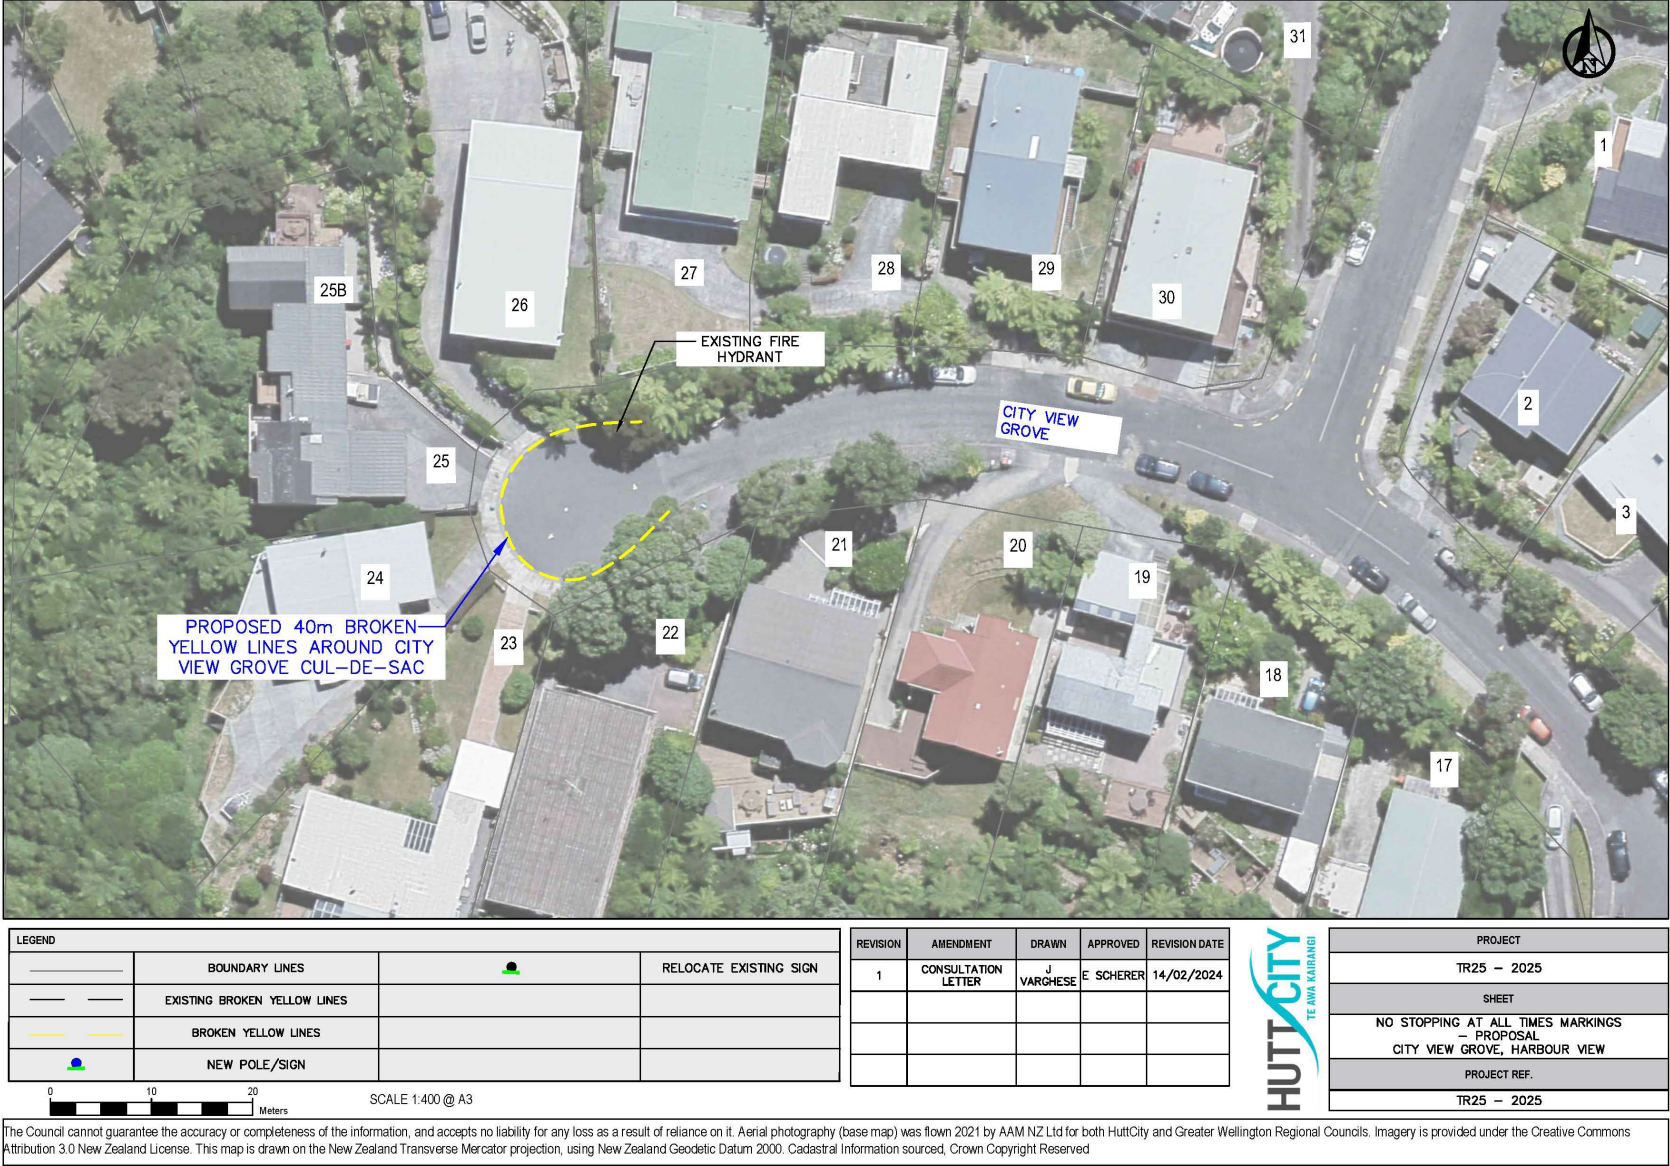 31
N
1
25B
26
27
28
29
30
EXISTING FIRE
HYDRANT
CITY VIEW
GROVE
2
25
3
21
20
24
19
PROPOSED 40m BROKEN
YELLOW LINES AROUND CITY
VIEW GROVE CUL-DE-SAC
23
22
18
17
LEGEND
BOUNDARY LINES
RELOCATE EXISTING SIGN
EXISTING BROKEN YELLOW LINES
BROKEN YELLOW LINES
NEW POLE/SIGN
0 10 20
Meters
SCALE 1:400 @ A3
REVISION AMENDMENT DRAWN APPROVED REVISION DATE
1 CONSULTATION LETTER J VARGHESE E SCHERER 14/02/2024
HUTT CITY
TE AWA KAIRANGI
PROJECT
TR25 - 2025
SHEET
NO STOPPING AT ALL TIMES MARKINGS
- PROPOSAL
CITY VIEW GROVE, HARBOUR VIEW
PROJECT REF.
TR25 - 2025
The Council cannot guarantee the accuracy or completeness of the information, and accepts no liability for any loss as a result of reliance on it. Aerial photography (base map) was flown 2021 by AAM NZ Ltd for both HuttCity and Greater Wellington Regional Councils. Imagery is provided under the Creative Commons
Attribution 3.0 New Zealand License. This map is drawn on the New Zealand Transverse Mercator projection, using New Zealand Geodetic Datum 2000. Cadastral Information sourced, Crown Copyright Reserved